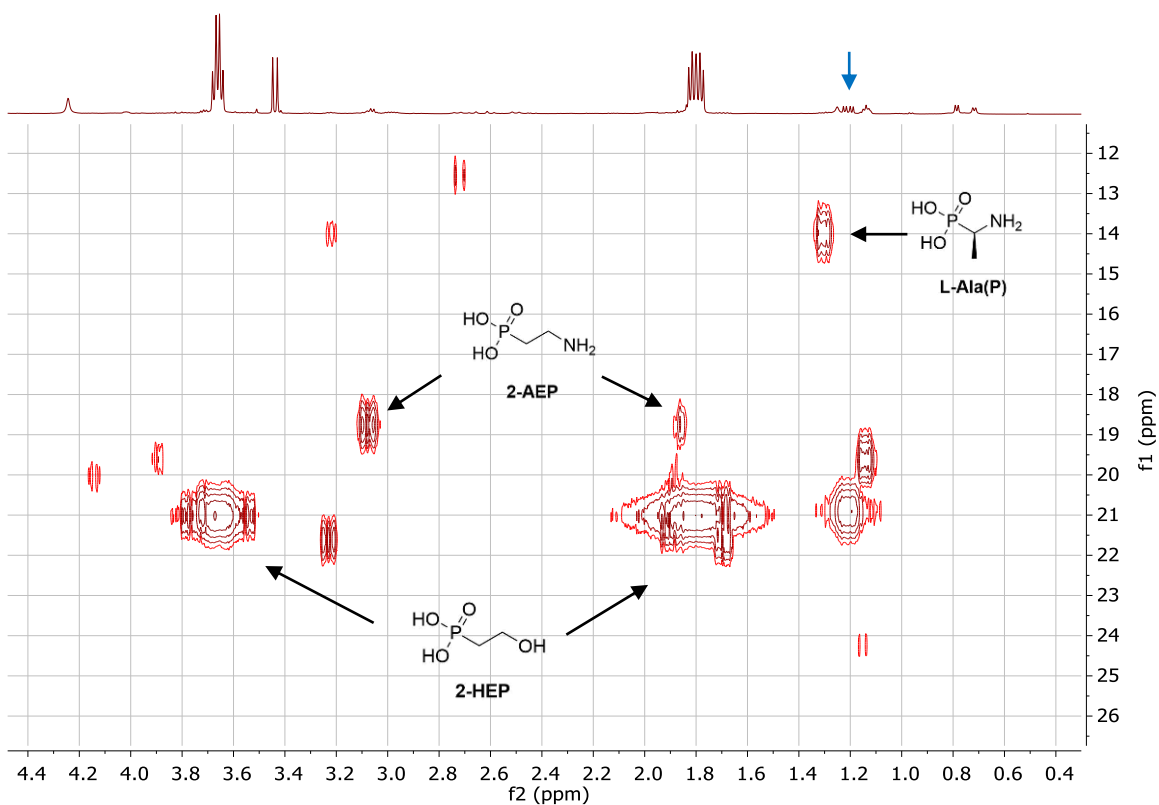 12
13
HO
O
P
NH2
HO
14
15
L-Ala(P)
16
HO
O
P
NH2
HO
17
2-AEP
18
19
f1 (ppm)
20
21
22
23
HO
O
P
OH
HO
24
25
2-HEP
26
4.4 4.2 4.0 3.8 3.6 3.4 3.2 3.0 2.8 2.6 2.4 2.2 2.0 1.8 1.6 1.4 1.2 1.0 0.8 0.6 0.4
f2 (ppm)